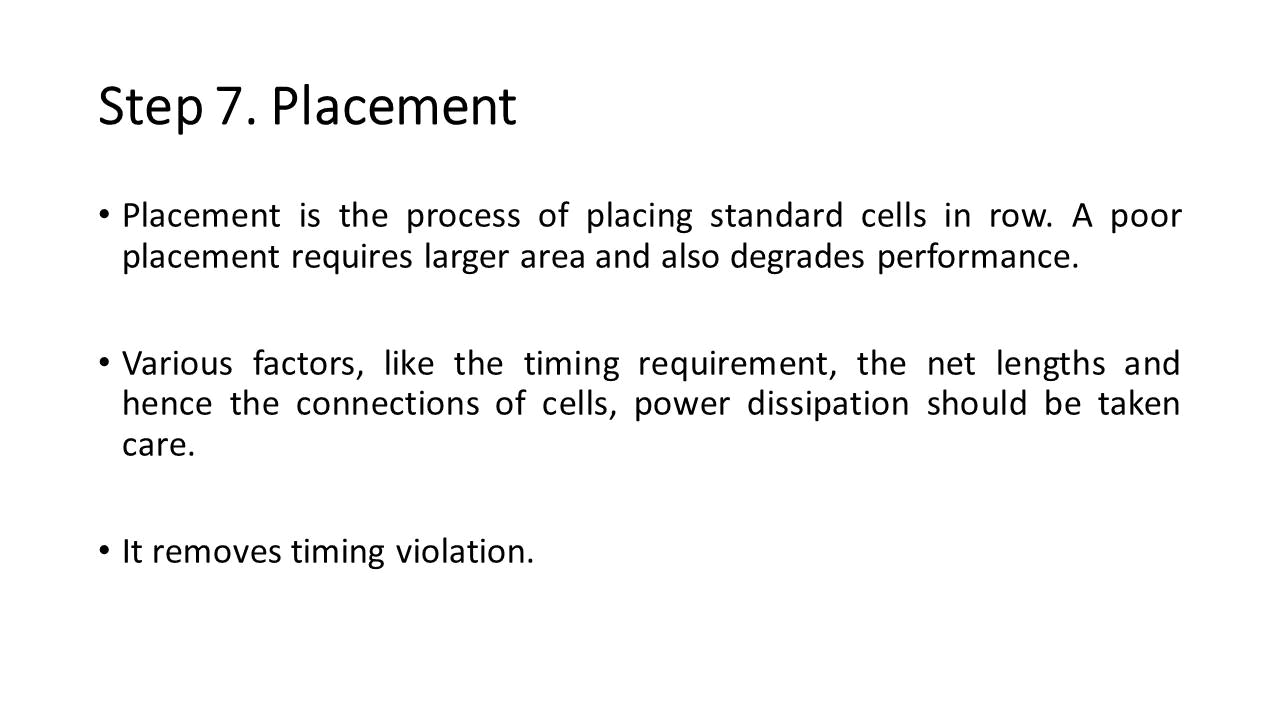 Step 7. Placement
• Placement is the process of placing standard cells in row. A poor
placement requires larger area and also degrades performance.
• Various factors, like the timing requirement, the net lengths and
hence the connections of cells, power dissipation should be taken
care.
• It removes timing violation.